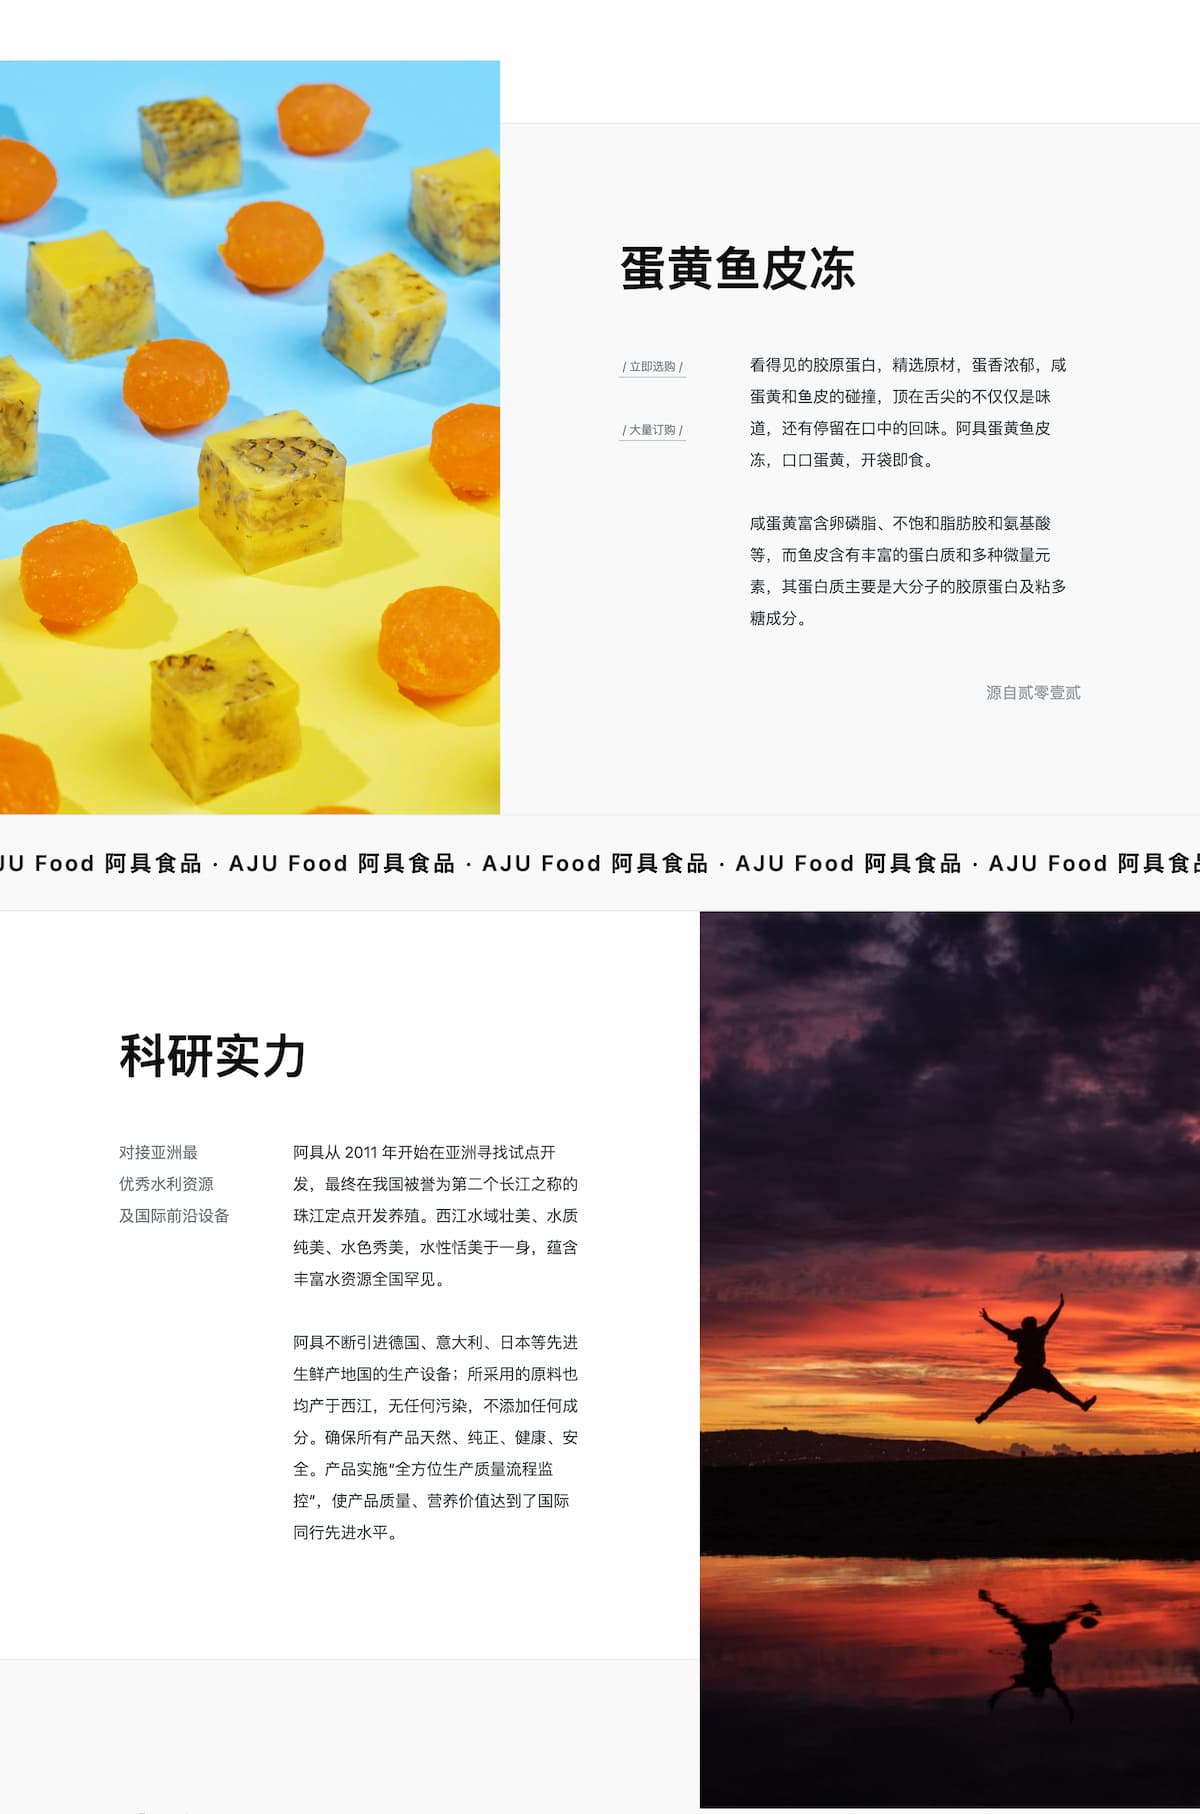 蛋黄鱼皮冻
/ 立即选购 /
/ 大量订购 /
看得见的胶原蛋白，精选原材，蛋香浓郁，咸
蛋黄和鱼皮的碰撞，顶在舌尖的不仅仅是味
道，还有停留在口中的回味。阿具蛋黄鱼皮
冻，口口蛋黄，开袋即食。
咸蛋黄富含卵磷脂、不饱和脂肪胶和氨基酸
等，而鱼皮含有丰富的蛋白质和多种微量元
素，其蛋白质主要是大分子的胶原蛋白及粘多
糖成分。
源自贰零壹贰
JU Food 阿具食品 · AJU Food 阿具食品 · AJU Food 阿具食品 · AJU Food 阿具食品 · AJU Food 阿具食品
科研实力
对接亚洲最
优秀水利资源
及国际前沿设备
阿具从 2011 年开始在亚洲寻找试点开
发，最终在我国被誉为第二个长江之称的
珠江定点开发养殖。西江水域壮美、水质
纯美、水色秀美，水性恬美于一身，蕴含
丰富水资源全国罕见。
阿具不断引进德国、意大利、日本等先进
生鲜产地国的生产设备；所采用的原料也
均产于西江，无任何污染，不添加任何成
分。确保所有产品天然、纯正、健康、安
全。产品实施“全方位生产质量流程监
控”，使产品质量、营养价值达到了国际
同行先进水平。